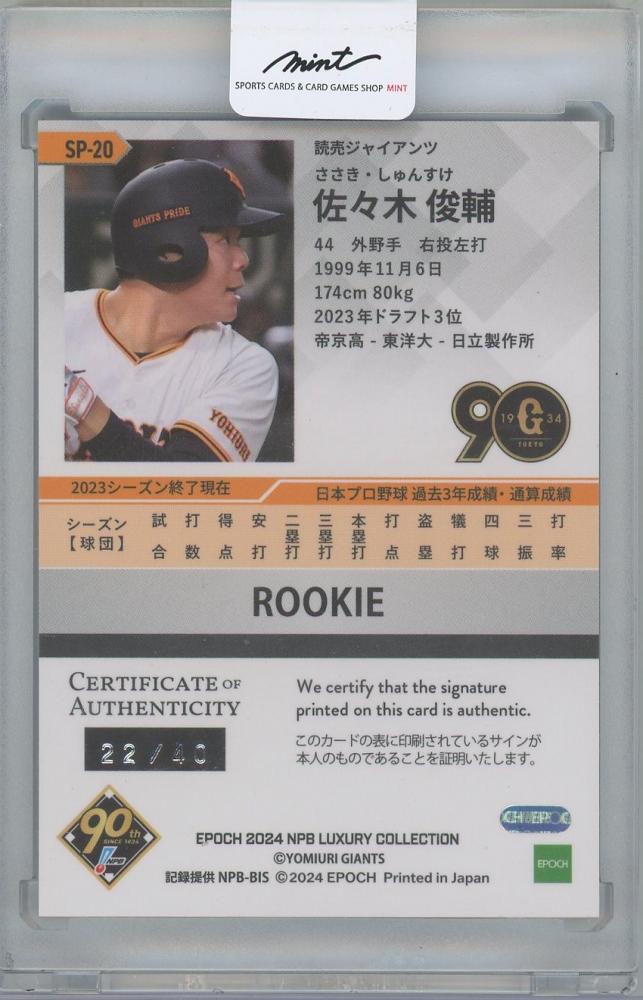 mint
SPORTS CARDS & CARD GAMES SHOP MINT
SP-20
GIANTS PRIDE
YOMIURI
読売ジャイアンツ
ささき・しゅんすけ
佐々木 俊輔
44 外野手 右投左打
1999年11月6日
174cm 80kg
2023年ドラフト3位
帝京高 - 東洋大 - 日立製作所
90
19 G 34
TOKYO
2023シーズン終了現在
日本プロ野球 過去3年成績・通算成績
シーズン【球団】 試合 打数 得点 安打 二塁打 三塁打 本塁打 打点 盗塁 犠打 四球 三振 打率
ROOKIE
CERTIFICATE OF
AUTHENTICITY
22/40
We certify that the signature
printed on this card is authentic.
このカードの表に印刷されているサインが
本人のものであることを証明いたします。
90th
SINCE 1934
NPB
EPOCH 2024 NPB LUXURY COLLECTION
©YOMIURI GIANTS
記録提供 NPB-BIS ©2024 EPOCH Printed in Japan
EPOCH